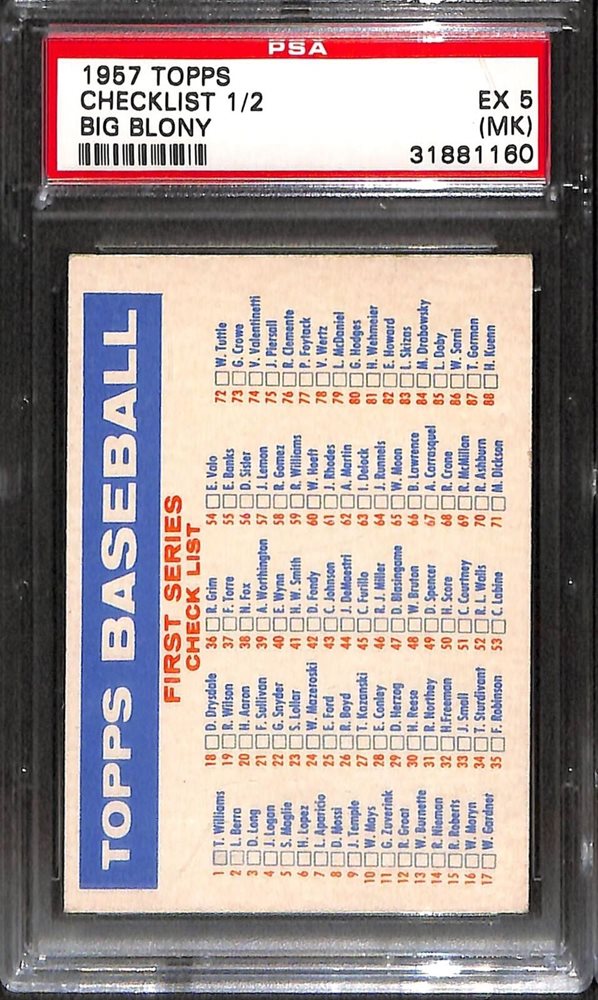 PSA
1957 TOPPS
CHECKLIST 1/2
BIG BLONY
EX 5
(MK)
31881160
TOPPS BASEBALL
FIRST SERIES
CHECK LIST
1 T. Williams
2 L. Berra
3 D. Long
4 J. Logan
5 S. Maglie
6 H. Lopez
7 L. Aparicio
8 D. Mossi
9 J. Temple
10 W. Mays
11 G. Zuverink
12 R. Groat
13 W. Burnette
14 R. Nieman
15 R. Roberts
16 W. Moryn
17 W. Gardner
18 D. Drysdale
19 R. Wilson
20 H. Aaron
21 F. Sullivan
22 G. Snyder
23 S. Lollar
24 W. Mazeroski
25 E. Ford
26 R. Boyd
27 T. Kazanski
28 E. Conley
29 D. Herzog
30 H. Reese
31 R. Northey
32 H. Freeman
33 J. Small
34 T. Sturdivant
35 F. Robinson
36 R. Grim
37 F. Torre
38 N. Fox
39 A. Worthington
40 E. Wynn
41 H. W. Smith
42 D. Fondy
43 C. Johnson
44 J. DeMaestri
45 C. Furillo
46 R. J. Miller
47 D. Blasingame
48 W. Bruton
49 D. Spencer
50 H. Score
51 C. Courtney
52 R. L. Walls
53 C. Labine
54 E. Valo
55 E. Banks
56 D. Sisler
57 J. Lemon
58 R. Gomez
59 R. Williams
60 W. Hoeft
61 J. Rhodes
62 A. Martin
63 I. Delock
64 J. Runnels
65 W. Moon
66 B. Lawrence
67 A. Carrasquel
68 J. Crone
69 R. McMillan
70 R. Ashburn
71 M. Dickson
72 W. Tuttle
73 G. Crowe
74 V. Valentinetti
75 J. Piersall
76 R. Clemente
77 P. Foytack
78 V. Wertz
79 L. McDaniel
80 G. Hodges
81 H. Wehmeier
82 E. Howard
83 L. Skizas
84 M. Drabowsky
85 L. Doby
86 W. Sarni
87 T. Gorman
88 H. Kuenn